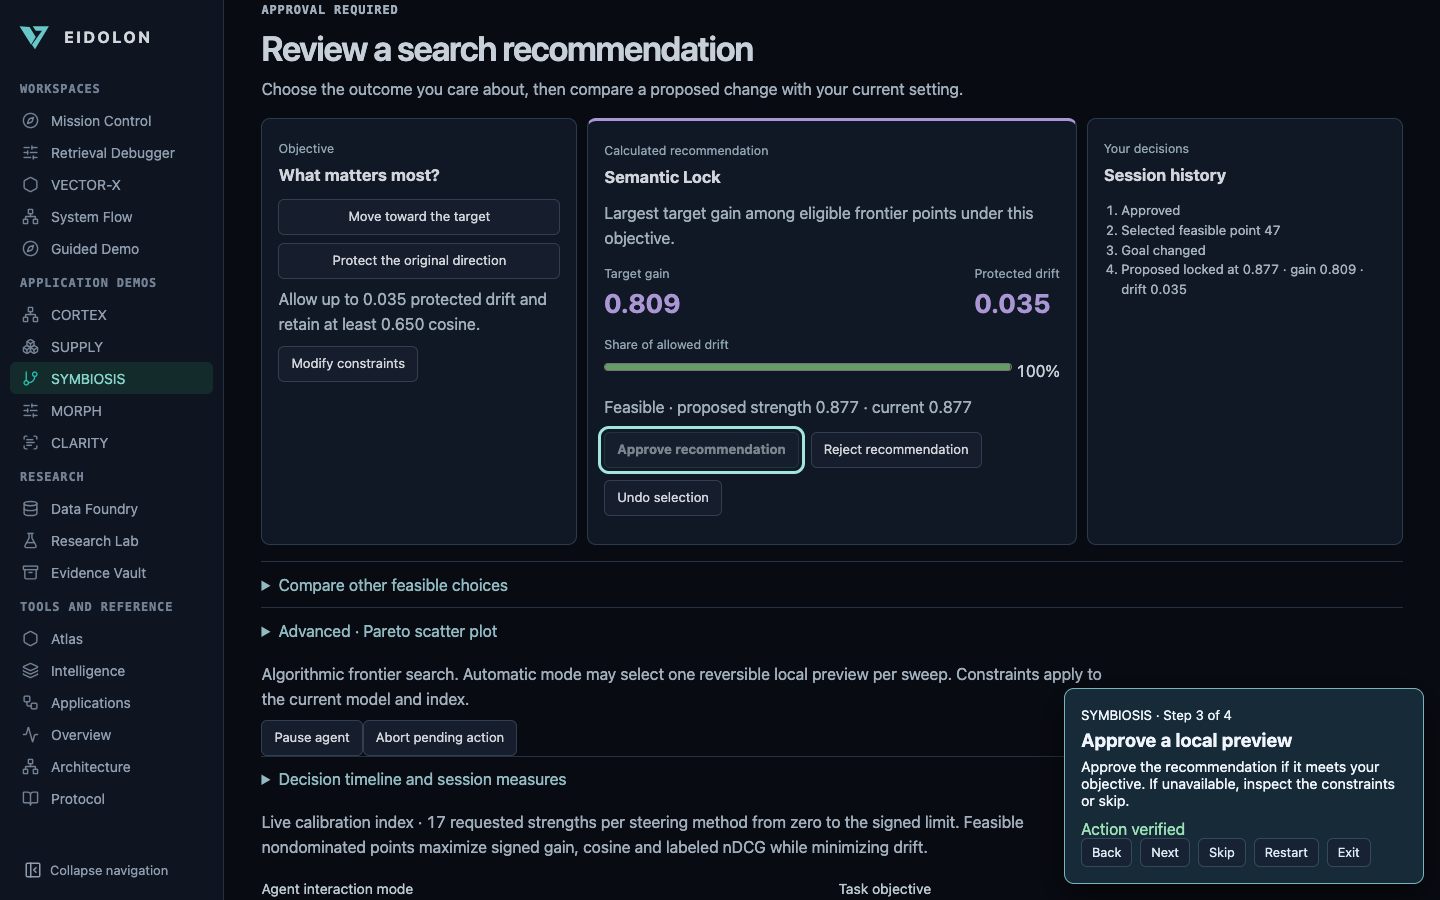 EIDOLON
WORKSPACES
Mission Control
Retrieval Debugger
VECTOR-X
System Flow
Guided Demo
APPLICATION DEMOS
CORTEX
SUPPLY
SYMBIOSIS
MORPH
CLARITY
RESEARCH
Data Foundry
Research Lab
Evidence Vault
TOOLS AND REFERENCE
Atlas
Intelligence
Applications
Overview
Architecture
Protocol
Collapse navigation
APPROVAL REQUIRED
Review a search recommendation
Choose the outcome you care about, then compare a proposed change with your current setting.
Objective
What matters most?
Move toward the target
Protect the original direction
Allow up to 0.035 protected drift and
retain at least 0.650 cosine.
Modify constraints
Calculated recommendation
Semantic Lock
Largest target gain among eligible frontier points under this
objective.
Target gain
0.809
Protected drift
0.035
Share of allowed drift
100%
Feasible · proposed strength 0.877 · current 0.877
Approve recommendation
Reject recommendation
Undo selection
Your decisions
Session history
1. Approved
2. Selected feasible point 47
3. Goal changed
4. Proposed locked at 0.877 · gain 0.809 ·
drift 0.035
Compare other feasible choices
Advanced · Pareto scatter plot
Algorithmic frontier search. Automatic mode may select one reversible local preview per sweep. Constraints apply to
the current model and index.
Pause agent
Abort pending action
Decision timeline and session measures
Live calibration index · 17 requested strengths per steering method from zero to the signed limit. Feasible
nondominated points maximize signed gain, cosine and labeled nDCG while minimizing drift.
Agent interaction mode
Task objective
SYMBIOSIS · Step 3 of 4
Approve a local preview
Approve the recommendation if it meets your
objective. If unavailable, inspect the constraints
or skip.
Action verified
Back
Next
Skip
Restart
Exit